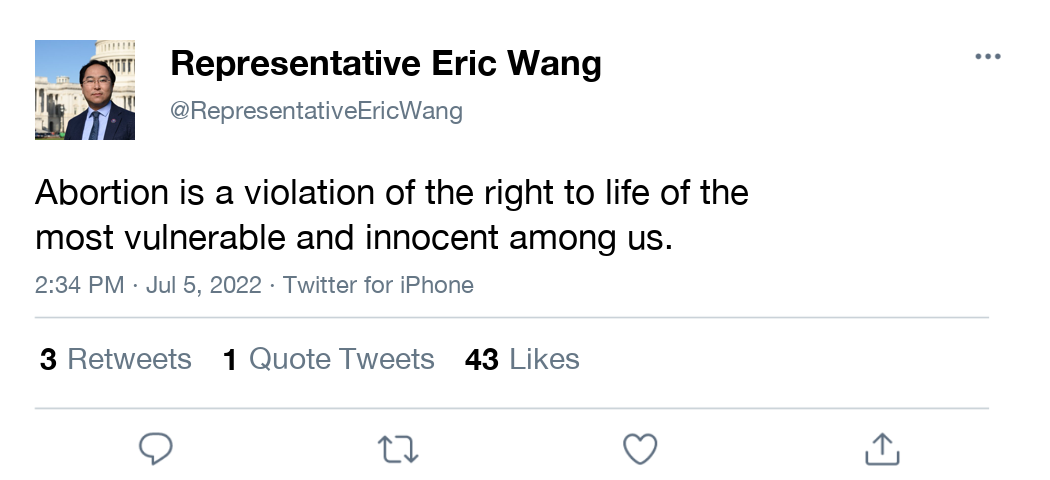 Representative Eric Wang
@RepresentativeEricWang
Abortion is a violation of the right to life of the
most vulnerable and innocent among us.
2:34 PM · Jul 5, 2022 · Twitter for iPhone
3 Retweets 1 Quote Tweets 43 Likes